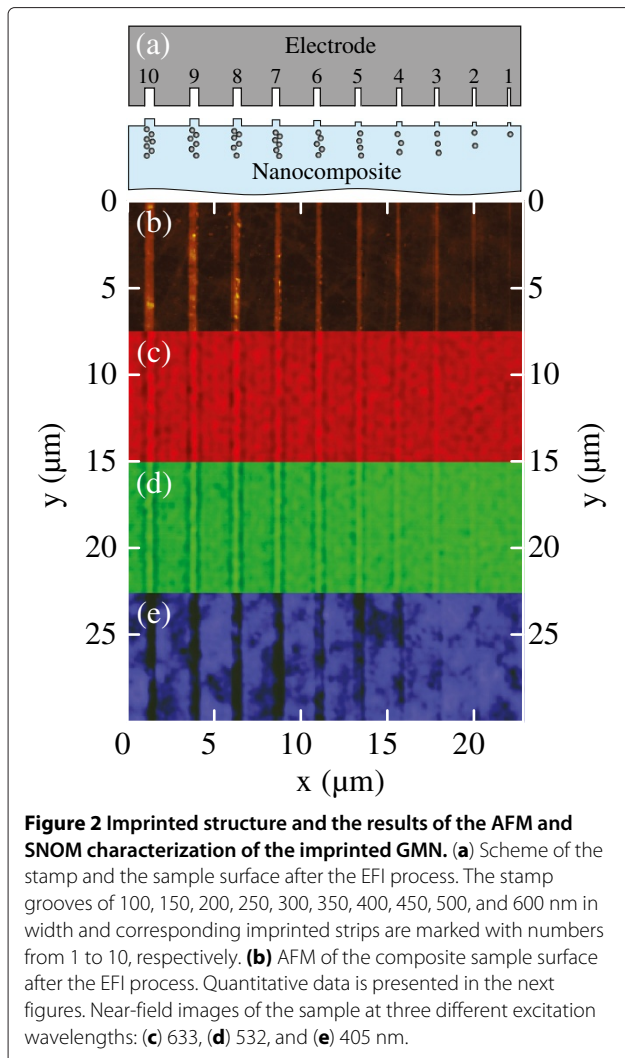 (a) Electrode
10 9 8 7 6 5 4 3 2 1
Nanocomposite
0 (b) 0
5 5
(c)
10 10
y (µm) y (µm)
15 15
(d)
20 20
(e)
25 25
0 5 10 15 20
x (µm)
Figure 2 Imprinted structure and the results of the AFM and
SNOM characterization of the imprinted GMN. (a) Scheme of the
stamp and the sample surface after the EFI process. The stamp
grooves of 100, 150, 200, 250, 300, 350, 400, 450, 500, and 600 nm in
width and corresponding imprinted strips are marked with numbers
from 1 to 10, respectively. (b) AFM of the composite sample surface
after the EFI process. Quantitative data is presented in the next
figures. Near-field images of the sample at three different excitation
wavelengths: (c) 633, (d) 532, and (e) 405 nm.